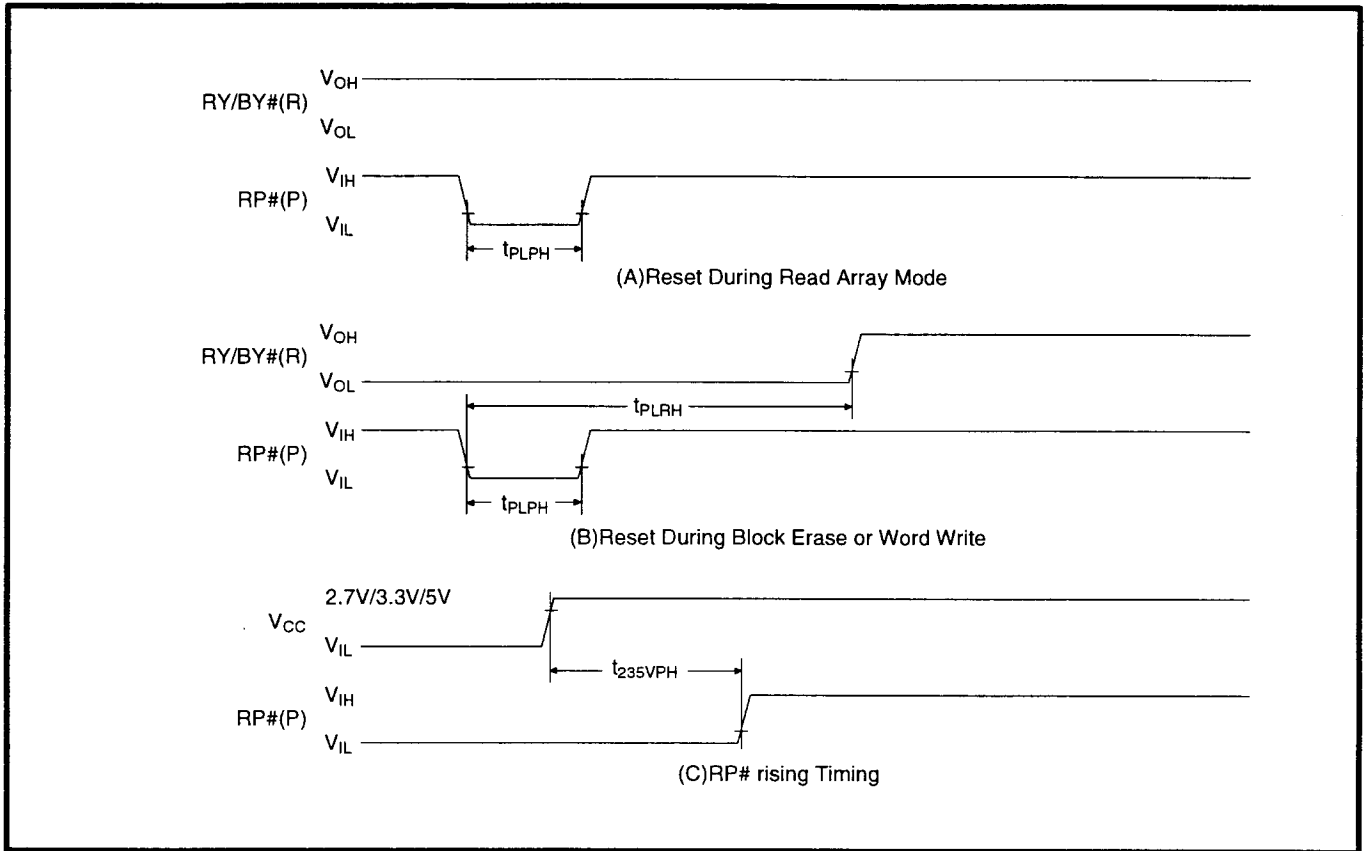 V_OH
RY/BY#(R)
V_OL
V_IH
RP#(P)
V_IL
t_PLPH
(A)Reset During Read Array Mode
V_OH
RY/BY#(R)
V_OL
t_PLRH
V_IH
RP#(P)
V_IL
t_PLPH
(B)Reset During Block Erase or Word Write
2.7V/3.3V/5V
V_CC
V_IL
t_235VPH
V_IH
RP#(P)
V_IL
(C)RP# rising Timing